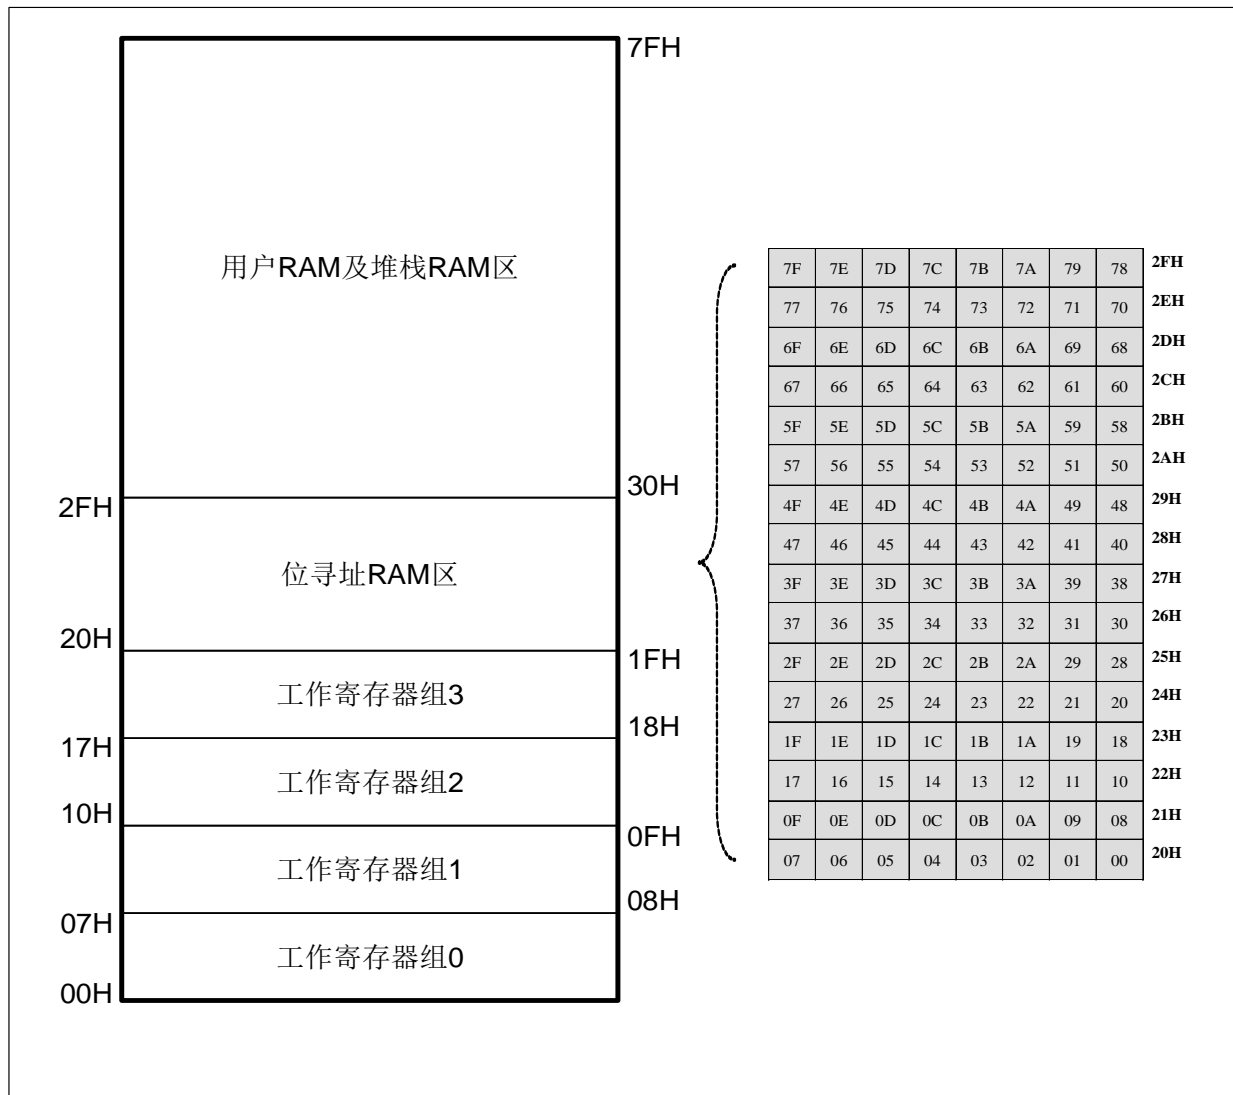 7FH
用户RAM及堆栈RAM区
30H
2FH
位寻址RAM区
20H
1FH
工作寄存器组3
18H
17H
工作寄存器组2
10H
0FH
工作寄存器组1
08H
07H
工作寄存器组0
00H
7F 7E 7D 7C 7B 7A 79 78 2FH
77 76 75 74 73 72 71 70 2EH
6F 6E 6D 6C 6B 6A 69 68 2DH
67 66 65 64 63 62 61 60 2CH
5F 5E 5D 5C 5B 5A 59 58 2BH
57 56 55 54 53 52 51 50 2AH
4F 4E 4D 4C 4B 4A 49 48 29H
47 46 45 44 43 42 41 40 28H
3F 3E 3D 3C 3B 3A 39 38 27H
37 36 35 34 33 32 31 30 26H
2F 2E 2D 2C 2B 2A 29 28 25H
27 26 25 24 23 22 21 20 24H
1F 1E 1D 1C 1B 1A 19 18 23H
17 16 15 14 13 12 11 10 22H
0F 0E 0D 0C 0B 0A 09 08 21H
07 06 05 04 03 02 01 00 20H